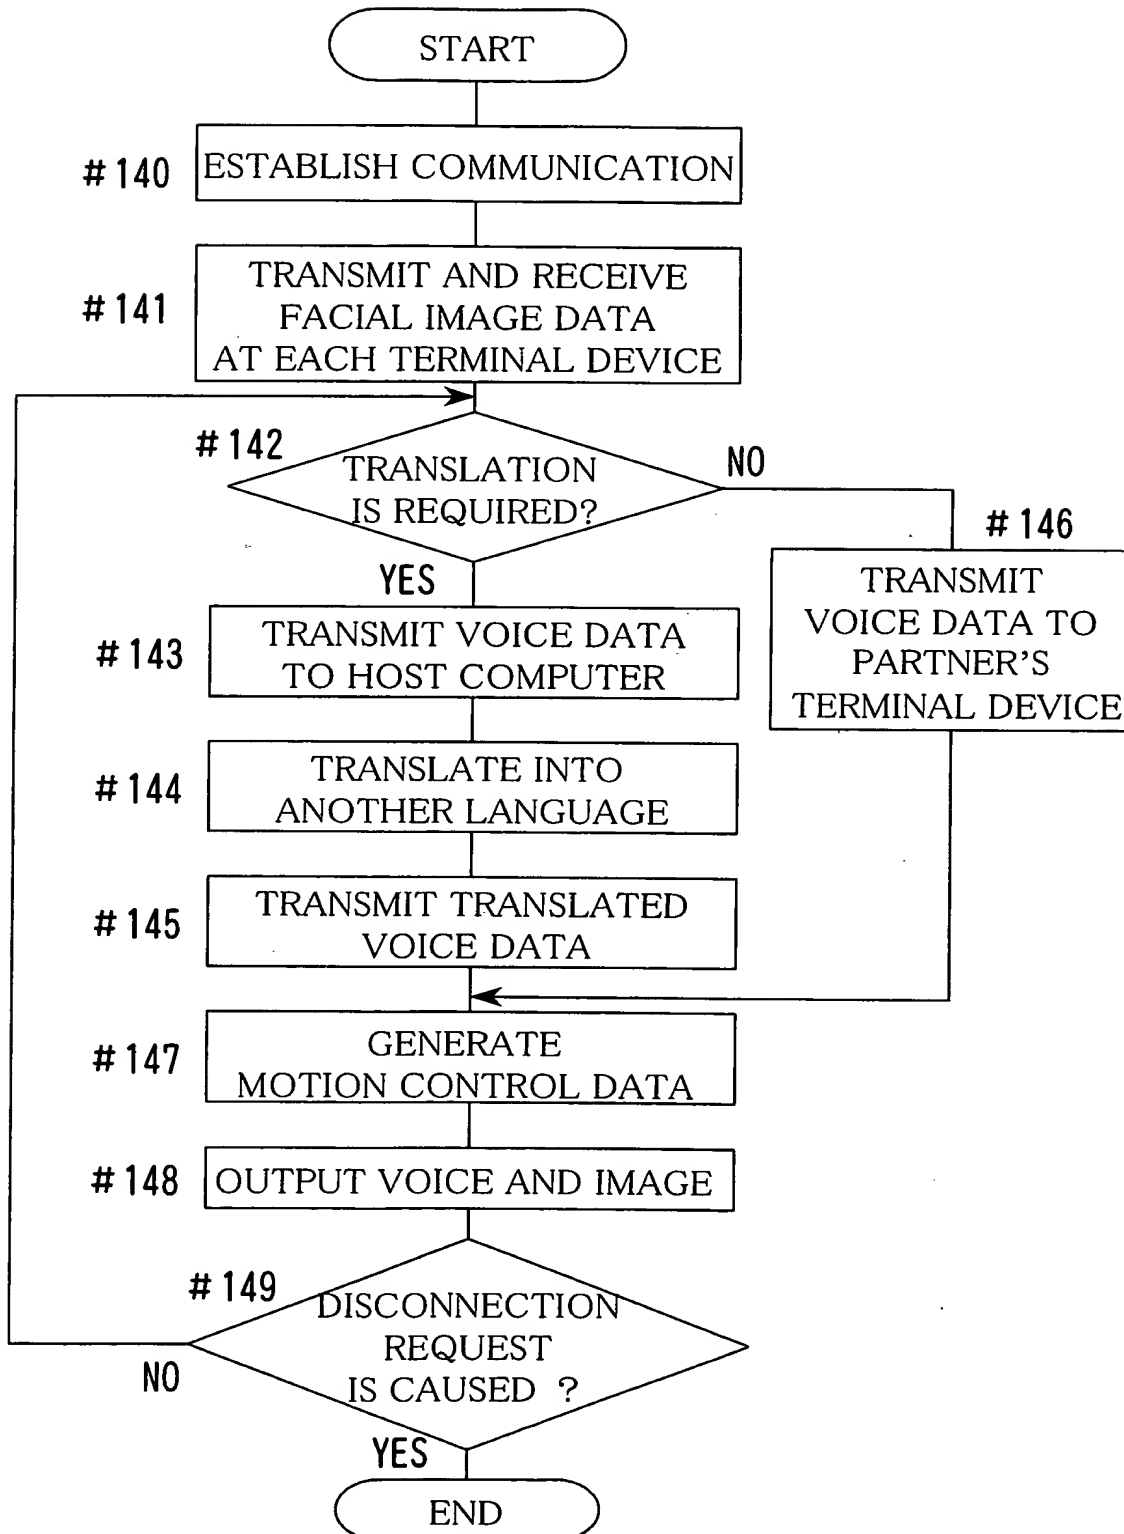 START
#140
ESTABLISH COMMUNICATION
#141
TRANSMIT AND RECEIVE
FACIAL IMAGE DATA
AT EACH TERMINAL DEVICE
#142
TRANSLATION
IS REQUIRED?
NO
YES
#146
TRANSMIT
VOICE DATA TO
PARTNER'S
TERMINAL DEVICE
#143
TRANSMIT VOICE DATA
TO HOST COMPUTER
#144
TRANSLATE INTO
ANOTHER LANGUAGE
#145
TRANSMIT TRANSLATED
VOICE DATA
#147
GENERATE
MOTION CONTROL DATA
#148
OUTPUT VOICE AND IMAGE
#149
DISCONNECTION
REQUEST
IS CAUSED ?
NO
YES
END